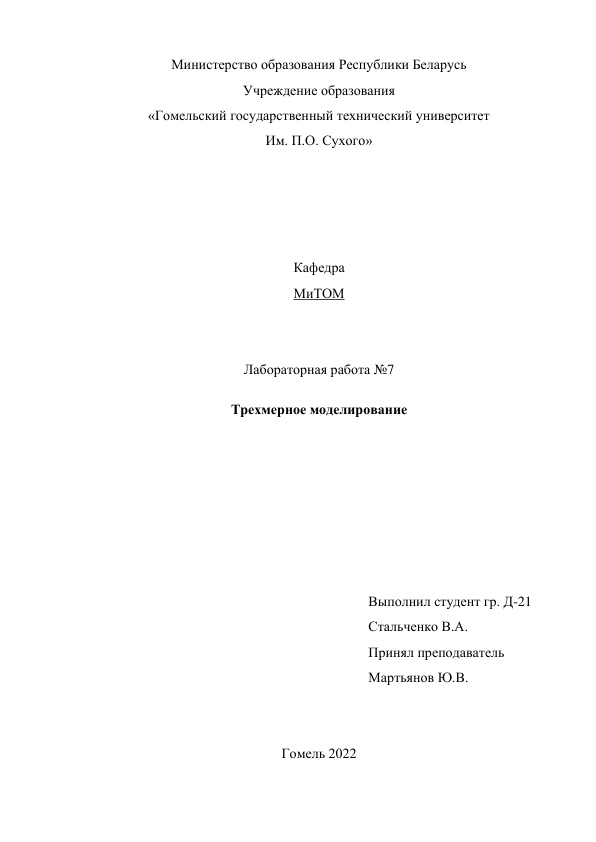 Министерство образования Республики Беларусь
Учреждение образования
«Гомельский государственный технический университет
Им. П.О. Сухого»
Кафедра
МиТОМ
Лабораторная работа №7
Трехмерное моделирование
Выполнил студент гр. Д-21
Стальченко В.А.
Принял преподаватель
Мартьянов Ю.В.
Гомель 2022